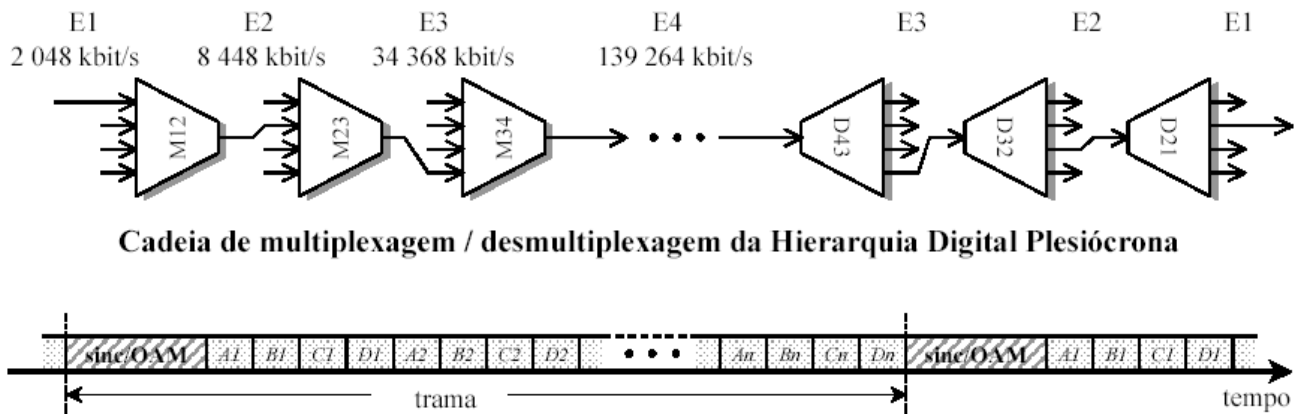 E1 E2 E3 E4 E3 E2 E1
2 048 kbit/s 8 448 kbit/s 34 368 kbit/s 139 264 kbit/s
M12 M23 M34 D43 D32 D21
Cadeia de multiplexagem / desmultiplexagem da Hierarquia Digital Plesiócrona
sinc/OAM A1 B1 C1 D1 A2 B2 C2 D2 An Bn Cn Dn sinc/OAM A1 B1 C1 D1
trama tempo